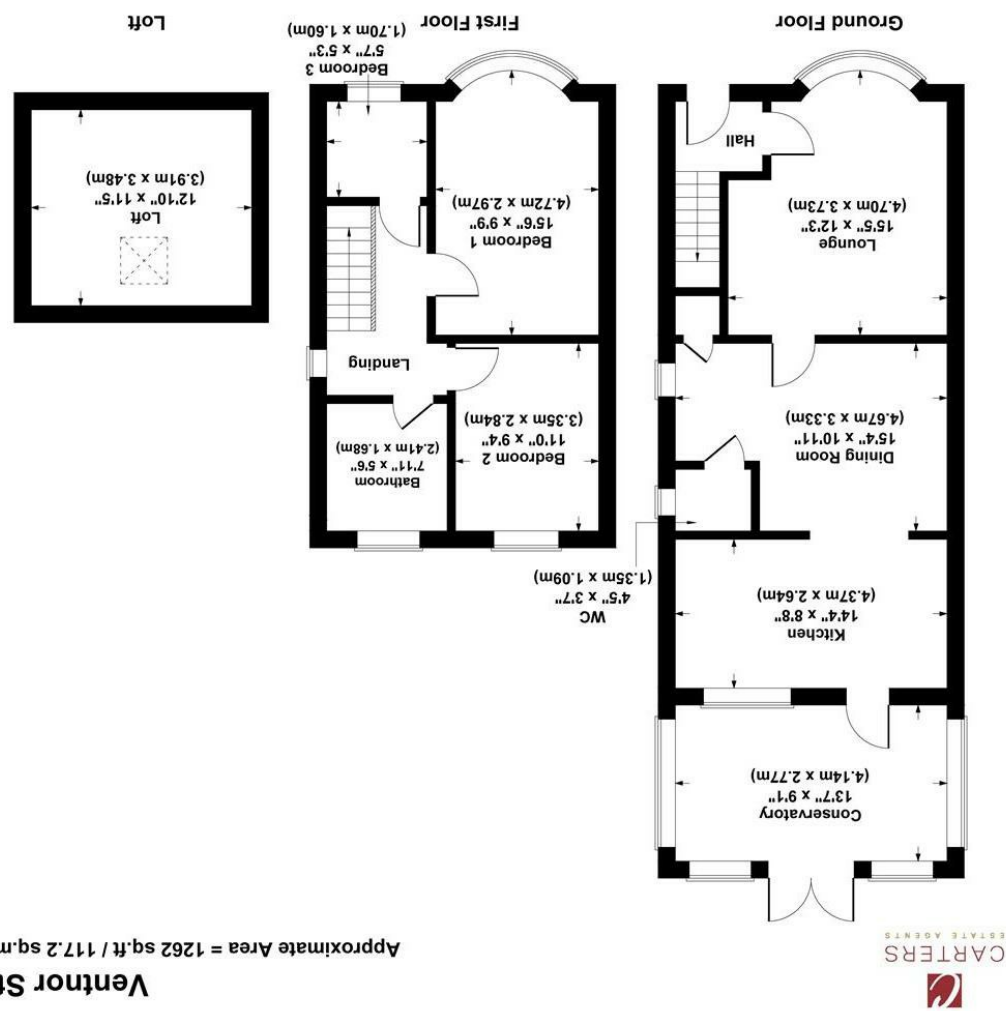 CARTERS
ESTATE AGENTS
Ventnor St
Approximate Area = 1262 sq.ft / 117.2 sq.m
Conservatory
13'7" x 9'1"
(4.14m x 2.77m)
Kitchen
14'4" x 8'8"
(4.37m x 2.64m)
WC
4'5" x 3'7"
(1.35m x 1.09m)
Dining Room
15'4" x 10'11"
(4.67m x 3.33m)
Lounge
15'5" x 12'3"
(4.70m x 3.73m)
Hall
Ground Floor
Bedroom 2
11'0" x 9'4"
(3.35m x 2.84m)
Bathroom
7'11" x 5'6"
(2.41m x 1.68m)
Landing
Bedroom 1
15'6" x 9'9"
(4.72m x 2.97m)
Bedroom 3
5'7" x 5'3"
(1.70m x 1.60m)
First Floor
Loft
12'10" x 11'5"
(3.91m x 3.48m)
Loft